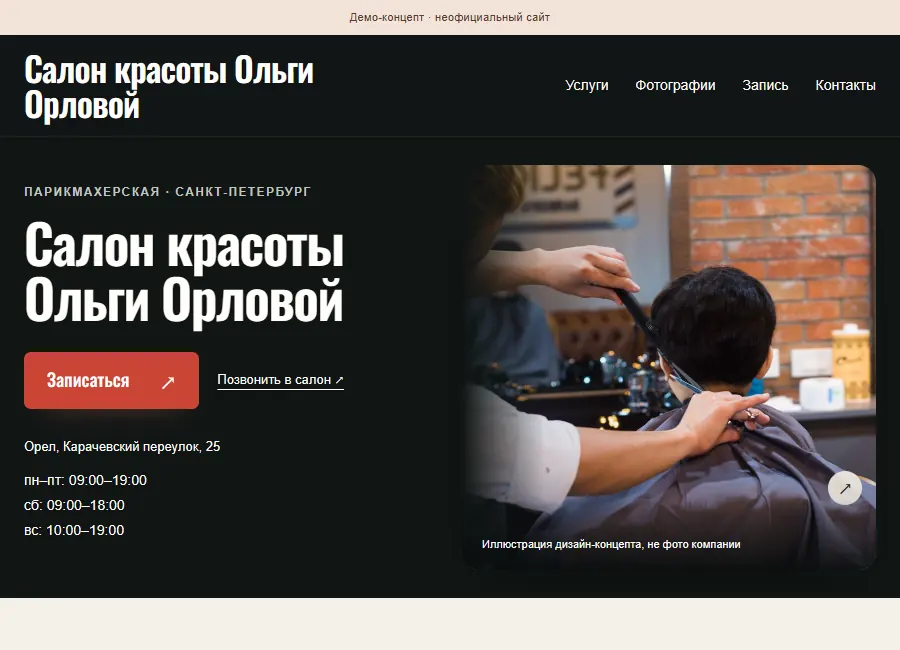 Демо-концепт · неофициальный сайт
Салон красоты Ольги
Орловой
Услуги Фотографии Запись Контакты
ПАРИКМАХЕРСКАЯ · САНКТ-ПЕТЕРБУРГ
Салон красоты
Ольги Орловой
Записаться ↗
Позвонить в салон ↗
Орел, Карачевский переулок, 25
пн–пт: 09:00–19:00
сб: 09:00–18:00
вс: 10:00–19:00
↗
Иллюстрация дизайн-концепта, не фото компании